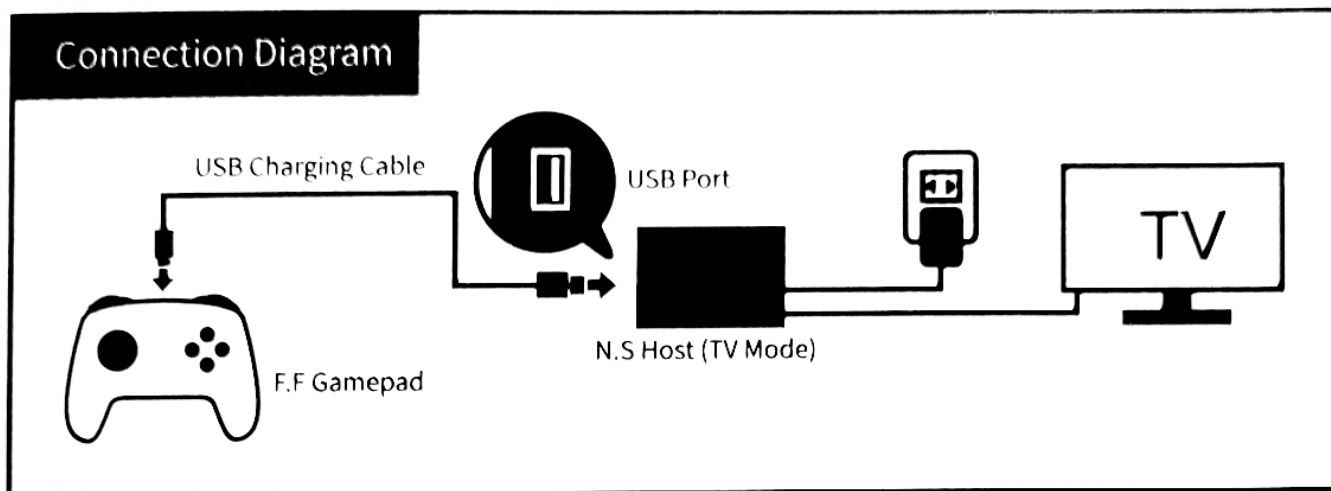 Connection Diagram
USB Charging Cable
USB Port
TV
N.S Host (TV Mode)
F.F Gamepad